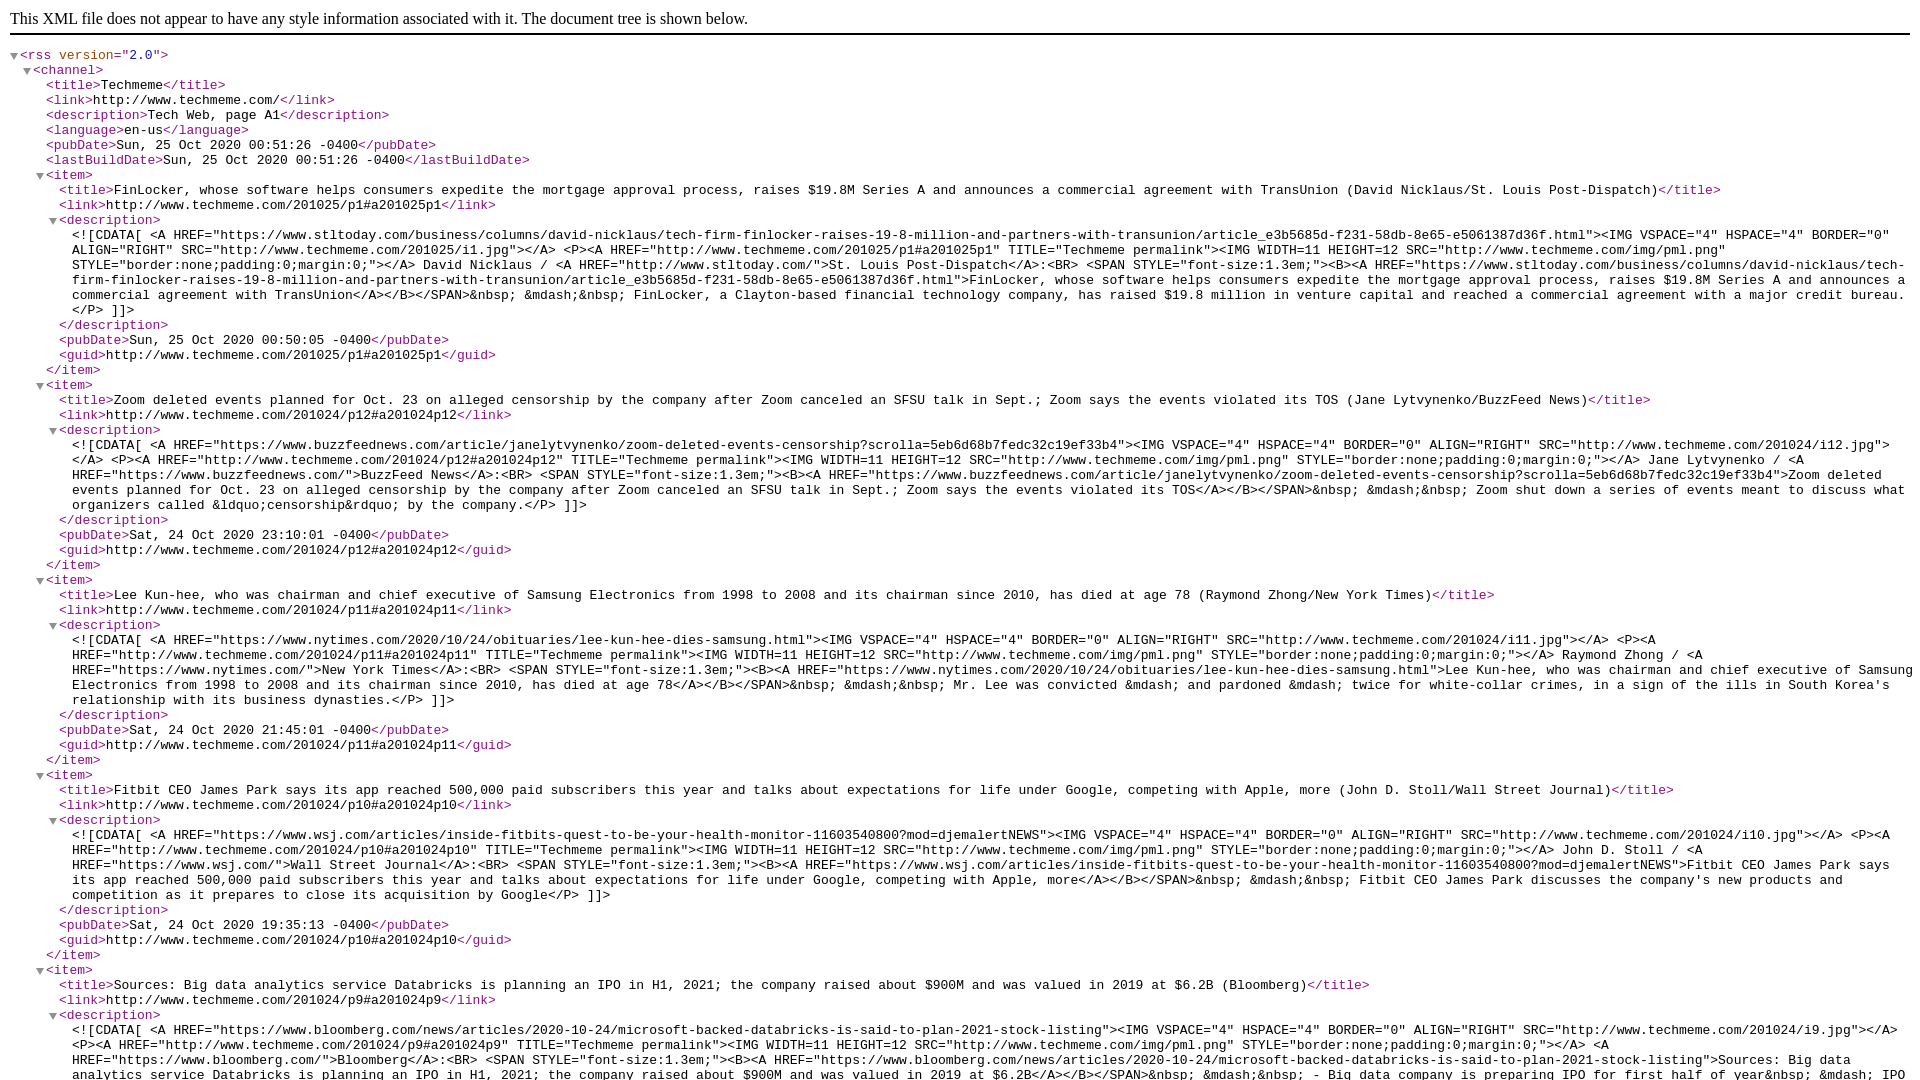 This XML file does not appear to have any style information associated with it. The document tree is shown below.
<rss version="2.0">
<channel>
<title>Techmeme</title>
<link>http://www.techmeme.com/</link>
<description>Tech Web, page A1</description>
<language>en-us</language>
<pubDate>Sun, 25 Oct 2020 00:51:26 -0400</pubDate>
<lastBuildDate>Sun, 25 Oct 2020 00:51:26 -0400</lastBuildDate>
<item>
<title>FinLocker, whose software helps consumers expedite the mortgage approval process, raises $19.8M Series A and announces a commercial agreement with TransUnion (David Nicklaus/St. Louis Post-Dispatch)</title>
<link>http://www.techmeme.com/201025/p1#a201025p1</link>
<description>
<![CDATA[ <A HREF="https://www.stltoday.com/business/columns/david-nicklaus/tech-firm-finlocker-raises-19-8-million-and-partners-with-transunion/article_e3b5685d-f231-58db-8e65-e5061387d36f.html"><IMG VSPACE="4" HSPACE="4" BORDER="0"
ALIGN="RIGHT" SRC="http://www.techmeme.com/201025/i1.jpg"></A> <P><A HREF="http://www.techmeme.com/201025/p1#a201025p1" TITLE="Techmeme permalink"><IMG WIDTH=11 HEIGHT=12 SRC="http://www.techmeme.com/img/pml.png"
STYLE="border:none;padding:0;margin:0;"></A> David Nicklaus / <A HREF="http://www.stltoday.com/">St. Louis Post-Dispatch</A>:<BR> <SPAN STYLE="font-size:1.3em;"><B><A HREF="https://www.stltoday.com/business/columns/david-nicklaus/tech-
firm-finlocker-raises-19-8-million-and-partners-with-transunion/article_e3b5685d-f231-58db-8e65-e5061387d36f.html">FinLocker, whose software helps consumers expedite the mortgage approval process, raises $19.8M Series A and announces a
commercial agreement with TransUnion</A></B></SPAN>&nbsp; &mdash;&nbsp; FinLocker, a Clayton-based financial technology company, has raised $19.8 million in venture capital and reached a commercial agreement with a major credit bureau.
</P> ]]>
</description>
<pubDate>Sun, 25 Oct 2020 00:50:05 -0400</pubDate>
<guid>http://www.techmeme.com/201025/p1#a201025p1</guid>
</item>
<item>
<title>Zoom deleted events planned for Oct. 23 on alleged censorship by the company after Zoom canceled an SFSU talk in Sept.; Zoom says the events violated its TOS (Jane Lytvynenko/BuzzFeed News)</title>
<link>http://www.techmeme.com/201024/p12#a201024p12</link>
<description>
<![CDATA[ <A HREF="https://www.buzzfeednews.com/article/janelytvynenko/zoom-deleted-events-censorship?scrolla=5eb6d68b7fedc32c19ef33b4"><IMG VSPACE="4" HSPACE="4" BORDER="0" ALIGN="RIGHT" SRC="http://www.techmeme.com/201024/i12.jpg">
</A> <P><A HREF="http://www.techmeme.com/201024/p12#a201024p12" TITLE="Techmeme permalink"><IMG WIDTH=11 HEIGHT=12 SRC="http://www.techmeme.com/img/pml.png" STYLE="border:none;padding:0;margin:0;"></A> Jane Lytvynenko / <A
HREF="https://www.buzzfeednews.com/">BuzzFeed News</A>:<BR> <SPAN STYLE="font-size:1.3em;"><B><A HREF="https://www.buzzfeednews.com/article/janelytvynenko/zoom-deleted-events-censorship?scrolla=5eb6d68b7fedc32c19ef33b4">Zoom deleted
events planned for Oct. 23 on alleged censorship by the company after Zoom canceled an SFSU talk in Sept.; Zoom says the events violated its TOS</A></B></SPAN>&nbsp; &mdash;&nbsp; Zoom shut down a series of events meant to discuss what
organizers called &ldquo;censorship&rdquo; by the company.</P> ]]>
</description>
<pubDate>Sat, 24 Oct 2020 23:10:01 -0400</pubDate>
<guid>http://www.techmeme.com/201024/p12#a201024p12</guid>
</item>
<item>
<title>Lee Kun-hee, who was chairman and chief executive of Samsung Electronics from 1998 to 2008 and its chairman since 2010, has died at age 78 (Raymond Zhong/New York Times)</title>
<link>http://www.techmeme.com/201024/p11#a201024p11</link>
<description>
<![CDATA[ <A HREF="https://www.nytimes.com/2020/10/24/obituaries/lee-kun-hee-dies-samsung.html"><IMG VSPACE="4" HSPACE="4" BORDER="0" ALIGN="RIGHT" SRC="http://www.techmeme.com/201024/i11.jpg"></A> <P><A
HREF="http://www.techmeme.com/201024/p11#a201024p11" TITLE="Techmeme permalink"><IMG WIDTH=11 HEIGHT=12 SRC="http://www.techmeme.com/img/pml.png" STYLE="border:none;padding:0;margin:0;"></A> Raymond Zhong / <A
HREF="https://www.nytimes.com/">New York Times</A>:<BR> <SPAN STYLE="font-size:1.3em;"><B><A HREF="https://www.nytimes.com/2020/10/24/obituaries/lee-kun-hee-dies-samsung.html">Lee Kun-hee, who was chairman and chief executive of Samsung
Electronics from 1998 to 2008 and its chairman since 2010, has died at age 78</A></B></SPAN>&nbsp; &mdash;&nbsp; Mr. Lee was convicted &mdash; and pardoned &mdash; twice for white-collar crimes, in a sign of the ills in South Korea's
relationship with its business dynasties.</P> ]]>
</description>
<pubDate>Sat, 24 Oct 2020 21:45:01 -0400</pubDate>
<guid>http://www.techmeme.com/201024/p11#a201024p11</guid>
</item>
<item>
<title>Fitbit CEO James Park says its app reached 500,000 paid subscribers this year and talks about expectations for life under Google, competing with Apple, more (John D. Stoll/Wall Street Journal)</title>
<link>http://www.techmeme.com/201024/p10#a201024p10</link>
<description>
<![CDATA[ <A HREF="https://www.wsj.com/articles/inside-fitbits-quest-to-be-your-health-monitor-11603540800?mod=djemalertNEWS"><IMG VSPACE="4" HSPACE="4" BORDER="0" ALIGN="RIGHT" SRC="http://www.techmeme.com/201024/i10.jpg"></A> <P><A
HREF="http://www.techmeme.com/201024/p10#a201024p10" TITLE="Techmeme permalink"><IMG WIDTH=11 HEIGHT=12 SRC="http://www.techmeme.com/img/pml.png" STYLE="border:none;padding:0;margin:0;"></A> John D. Stoll / <A
HREF="https://www.wsj.com/">Wall Street Journal</A>:<BR> <SPAN STYLE="font-size:1.3em;"><B><A HREF="https://www.wsj.com/articles/inside-fitbits-quest-to-be-your-health-monitor-11603540800?mod=djemalertNEWS">Fitbit CEO James Park says
its app reached 500,000 paid subscribers this year and talks about expectations for life under Google, competing with Apple, more</A></B></SPAN>&nbsp; &mdash;&nbsp; Fitbit CEO James Park discusses the company's new products and
competition as it prepares to close its acquisition by Google</P> ]]>
</description>
<pubDate>Sat, 24 Oct 2020 19:35:13 -0400</pubDate>
<guid>http://www.techmeme.com/201024/p10#a201024p10</guid>
</item>
<item>
<title>Sources: Big data analytics service Databricks is planning an IPO in H1, 2021; the company raised about $900M and was valued in 2019 at $6.2B (Bloomberg)</title>
<link>http://www.techmeme.com/201024/p9#a201024p9</link>
<description>
<![CDATA[ <A HREF="https://www.bloomberg.com/news/articles/2020-10-24/microsoft-backed-databricks-is-said-to-plan-2021-stock-listing"><IMG VSPACE="4" HSPACE="4" BORDER="0" ALIGN="RIGHT" SRC="http://www.techmeme.com/201024/i9.jpg"></A>
<P><A HREF="http://www.techmeme.com/201024/p9#a201024p9" TITLE="Techmeme permalink"><IMG WIDTH=11 HEIGHT=12 SRC="http://www.techmeme.com/img/pml.png" STYLE="border:none;padding:0;margin:0;"></A> <A
HREF="https://www.bloomberg.com/">Bloomberg</A>:<BR> <SPAN STYLE="font-size:1.3em;"><B><A HREF="https://www.bloomberg.com/news/articles/2020-10-24/microsoft-backed-databricks-is-said-to-plan-2021-stock-listing">Sources: Big data
analytics service Databricks is planning an IPO in H1, 2021; the company raised about $900M and was valued in 2019 at $6.2B</A></B></SPAN>&nbsp; &mdash;&nbsp; - Big data company is preparing IPO for first half of year&nbsp; &mdash; IPO